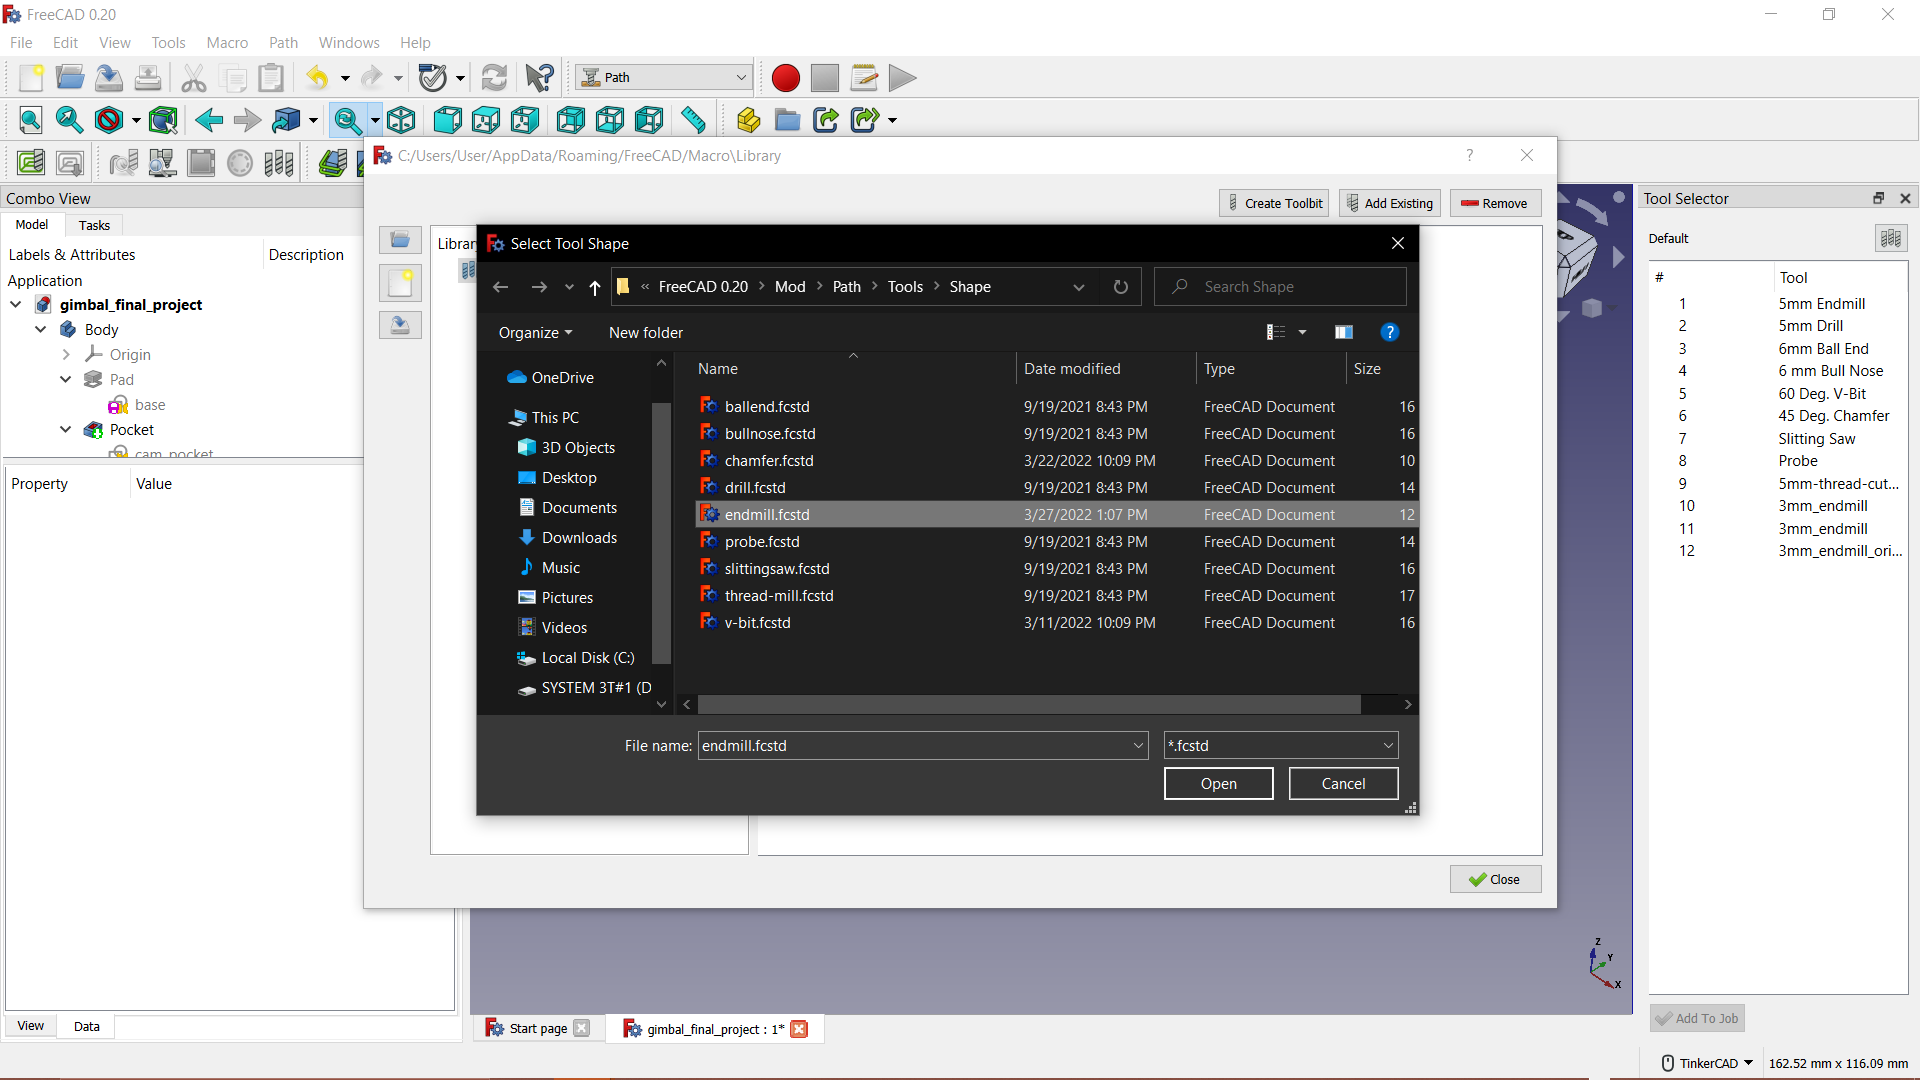 FreeCAD 0.20
File Edit View Tools Macro Path Windows Help
Path
C:/Users/User/AppData/Roaming/FreeCAD/Macro\Library
?
Create Toolbit
Add Existing
Remove
Combo View
Model
Tasks
Labels & Attributes
Description
Application
gimbal_final_project
Body
Origin
Pad
base
Pocket
cam_pocket
Property
Value
Select Tool Shape
« FreeCAD 0.20 > Mod > Path > Tools > Shape
Search Shape
Organize
New folder
?
OneDrive
This PC
3D Objects
Desktop
Documents
Downloads
Music
Pictures
Videos
Local Disk (C:)
SYSTEM 3T#1 (D
Name Date modified Type Size
ballend.fcstd 9/19/2021 8:43 PM FreeCAD Document 16
bullnose.fcstd 9/19/2021 8:43 PM FreeCAD Document 16
chamfer.fcstd 3/22/2022 10:09 PM FreeCAD Document 10
drill.fcstd 9/19/2021 8:43 PM FreeCAD Document 14
endmill.fcstd 3/27/2022 1:07 PM FreeCAD Document 12
probe.fcstd 9/19/2021 8:43 PM FreeCAD Document 14
slittingsaw.fcstd 9/19/2021 8:43 PM FreeCAD Document 16
thread-mill.fcstd 9/19/2021 8:43 PM FreeCAD Document 17
v-bit.fcstd 3/11/2022 10:09 PM FreeCAD Document 16
File name: endmill.fcstd
*.fcstd
Open
Cancel
Close
Tool Selector
Default
# Tool
1 5mm Endmill
2 5mm Drill
3 6mm Ball End
4 6 mm Bull Nose
5 60 Deg. V-Bit
6 45 Deg. Chamfer
7 Slitting Saw
8 Probe
9 5mm-thread-cut...
10 3mm_endmill
11 3mm_endmill
12 3mm_endmill_ori...
Add To Job
Z
Y
X
View
Data
Start page
gimbal_final_project : 1*
TinkerCAD
162.52 mm x 116.09 mm